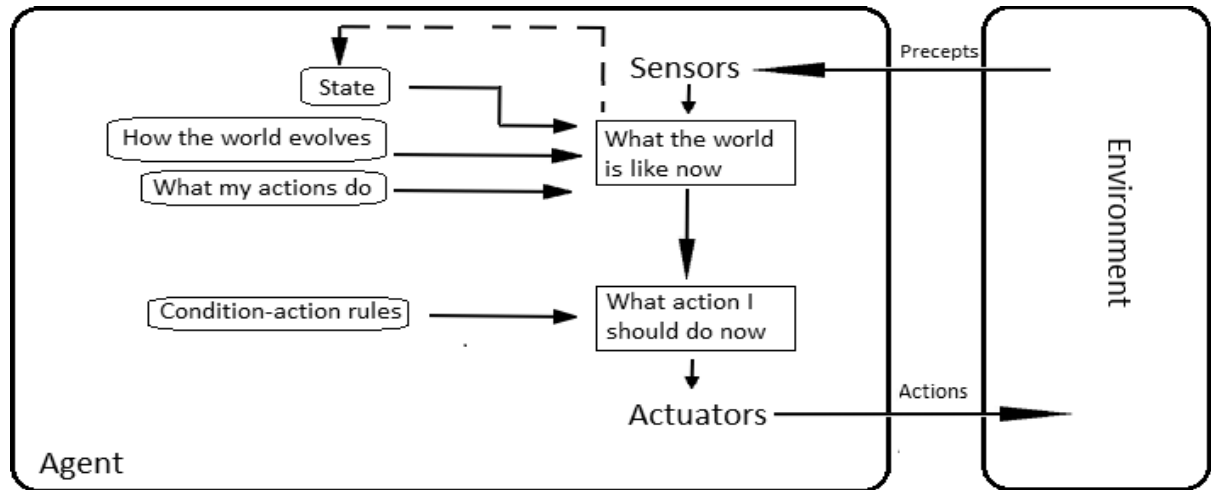 Precepts
Sensors
State
How the world evolves
What the world
is like now
What my actions do
Environment
Condition-action rules
What action I
should do now
Actions
Actuators
Agent